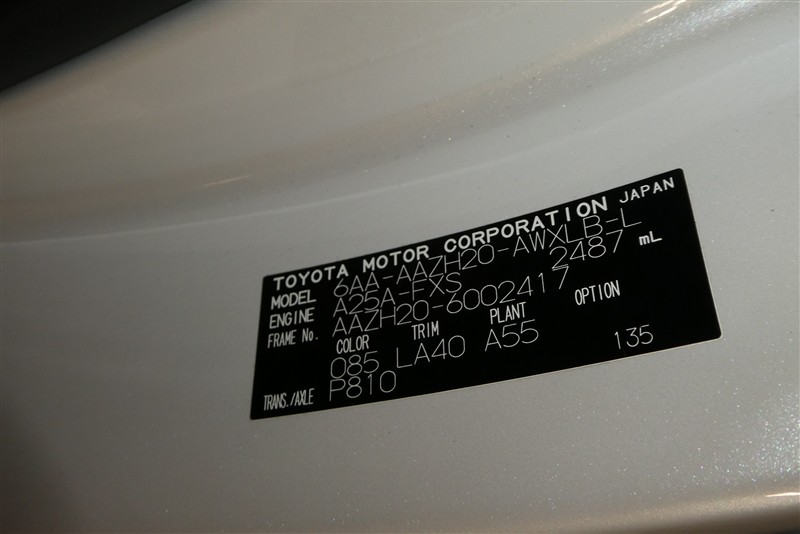 TOYOTA MOTOR CORPORATION JAPAN
MODEL 6AA-AAZH20-AWXLB-L
ENGINE A25A-FXS 2487 mL
FRAME No. AAZH20-6002417
COLOR TRIM PLANT OPTION
085 LA40 A55 135
TRANS./AXLE P810